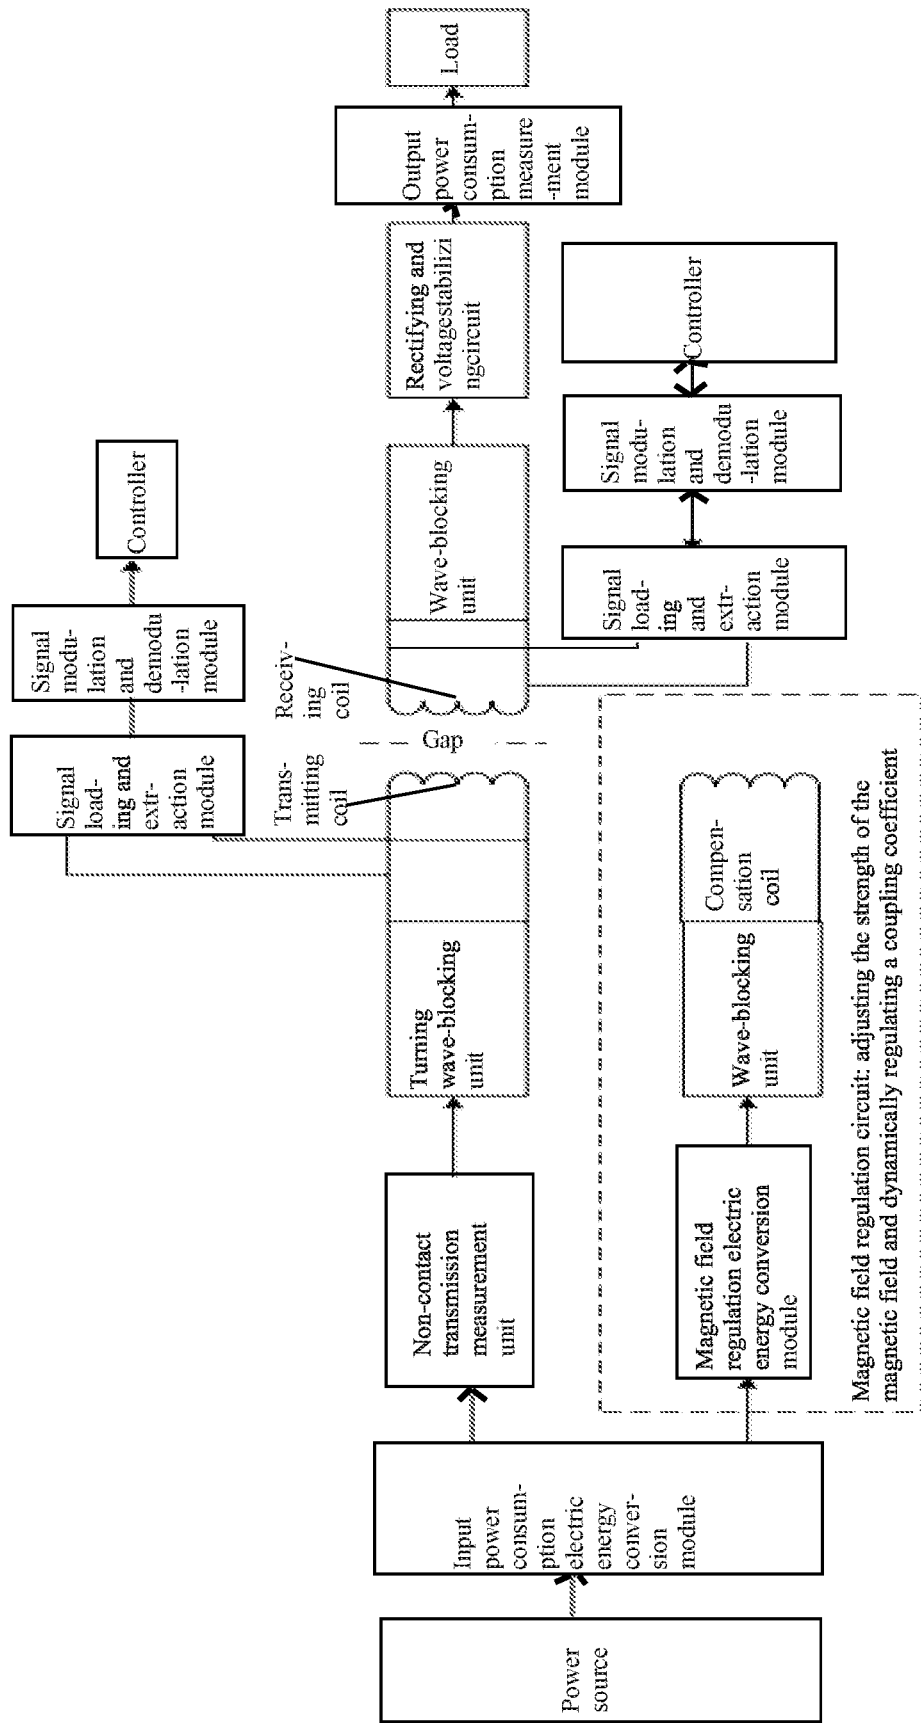 Power
source
Input
power
consum-
ption
electric
energy
conver-
sion
module
Non-contact
transmission
measurement
unit
Turning
wave-blocking
unit
Trans-
mitting
coil
Signal
load-
ing and
extr-
action
module
Signal
modu-
lation
and
demodu
-lation
module
Controller
Gap
Receiv-
ing
coil
Wave-blocking
unit
Rectifying and
voltagestabilizi
ngcircuit
Output
power
consum-
ption
measure
-ment
module
Load
Signal
load-
ing
and
extr-
action
module
Signal
modu-
lation
and
demodu
-lation
module
Controller
Magnetic field
regulation electric
energy conversion
module
Wave-blocking
unit
Compen-
sation
coil
Magnetic field regulation circuit: adjusting the strength of the
magnetic field and dynamically regulating a coupling coefficient